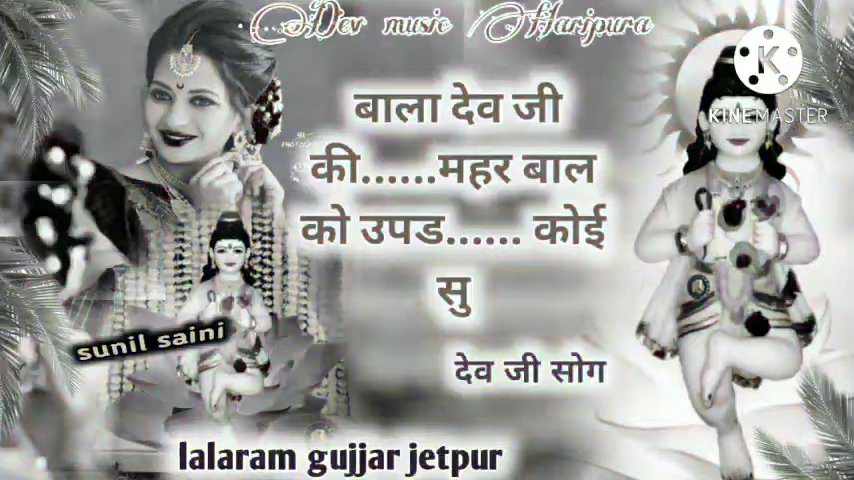 Dev music Haripura
KINEMASTER
बाला देव जी
की......महर बाल
को उपड...... कोई
सु
sunil saini
देव जी सोग
lalaram gujjar jetpur